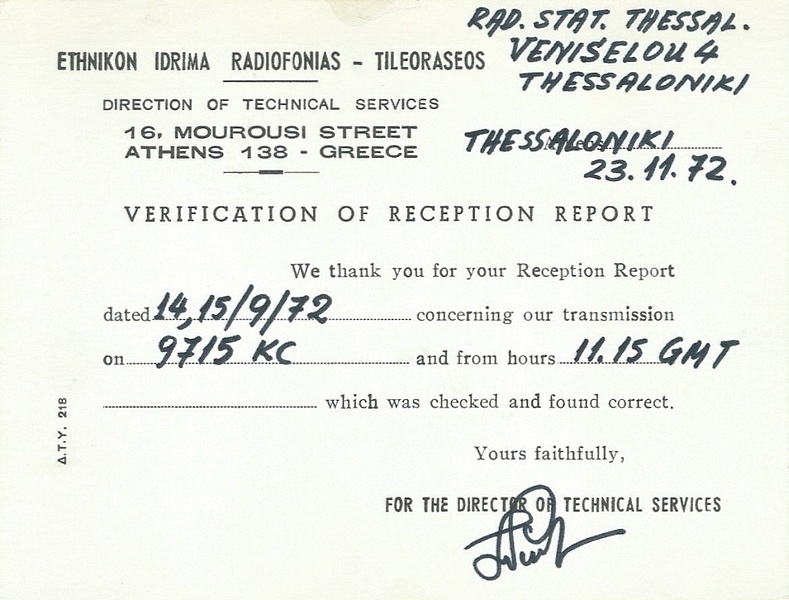 RAD. STAT. THESSAL.
VENISELOU 4
THESSALONIKI
ETHNIKON IDRIMA RADIOFONIAS – TILEORASEOS
DIRECTION OF TECHNICAL SERVICES
16, MOUROUSI STREET
ATHENS 138 - GREECE
THESSALONIKI
23.11.72.
VERIFICATION OF RECEPTION REPORT
We thank you for your Reception Report
dated 14,15/9/72 concerning our transmission
on 9715 KC and from hours 11.15 GMT
which was checked and found correct.
Yours faithfully,
FOR THE DIRECTOR OF TECHNICAL SERVICES
Δ.Τ.Υ. 218